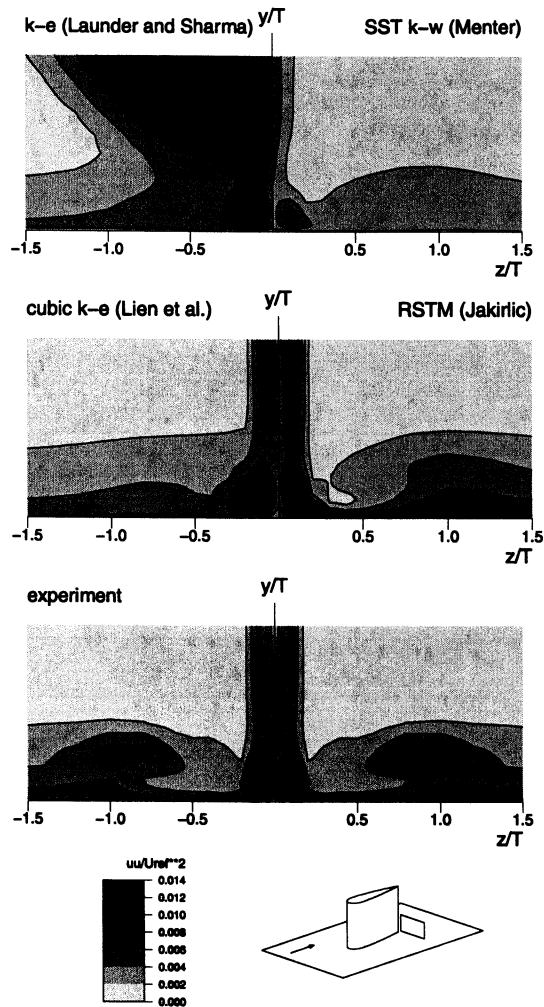 y/T
k-e (Launder and Sharma) SST k-w (Menter)
-1.5 -1.0 -0.5 0.5 1.0 1.5
z/T
y/T
cubic k-e (Lien et al.) RSTM (Jakirlic)
-1.5 -1.0 -0.5 0.5 1.0 1.5
z/T
y/T
experiment
-1.5 -1.0 -0.5 0.5 1.0 1.5
z/T
uu/Uref**2
0.014
0.012
0.010
0.008
0.006
0.004
0.002
0.000